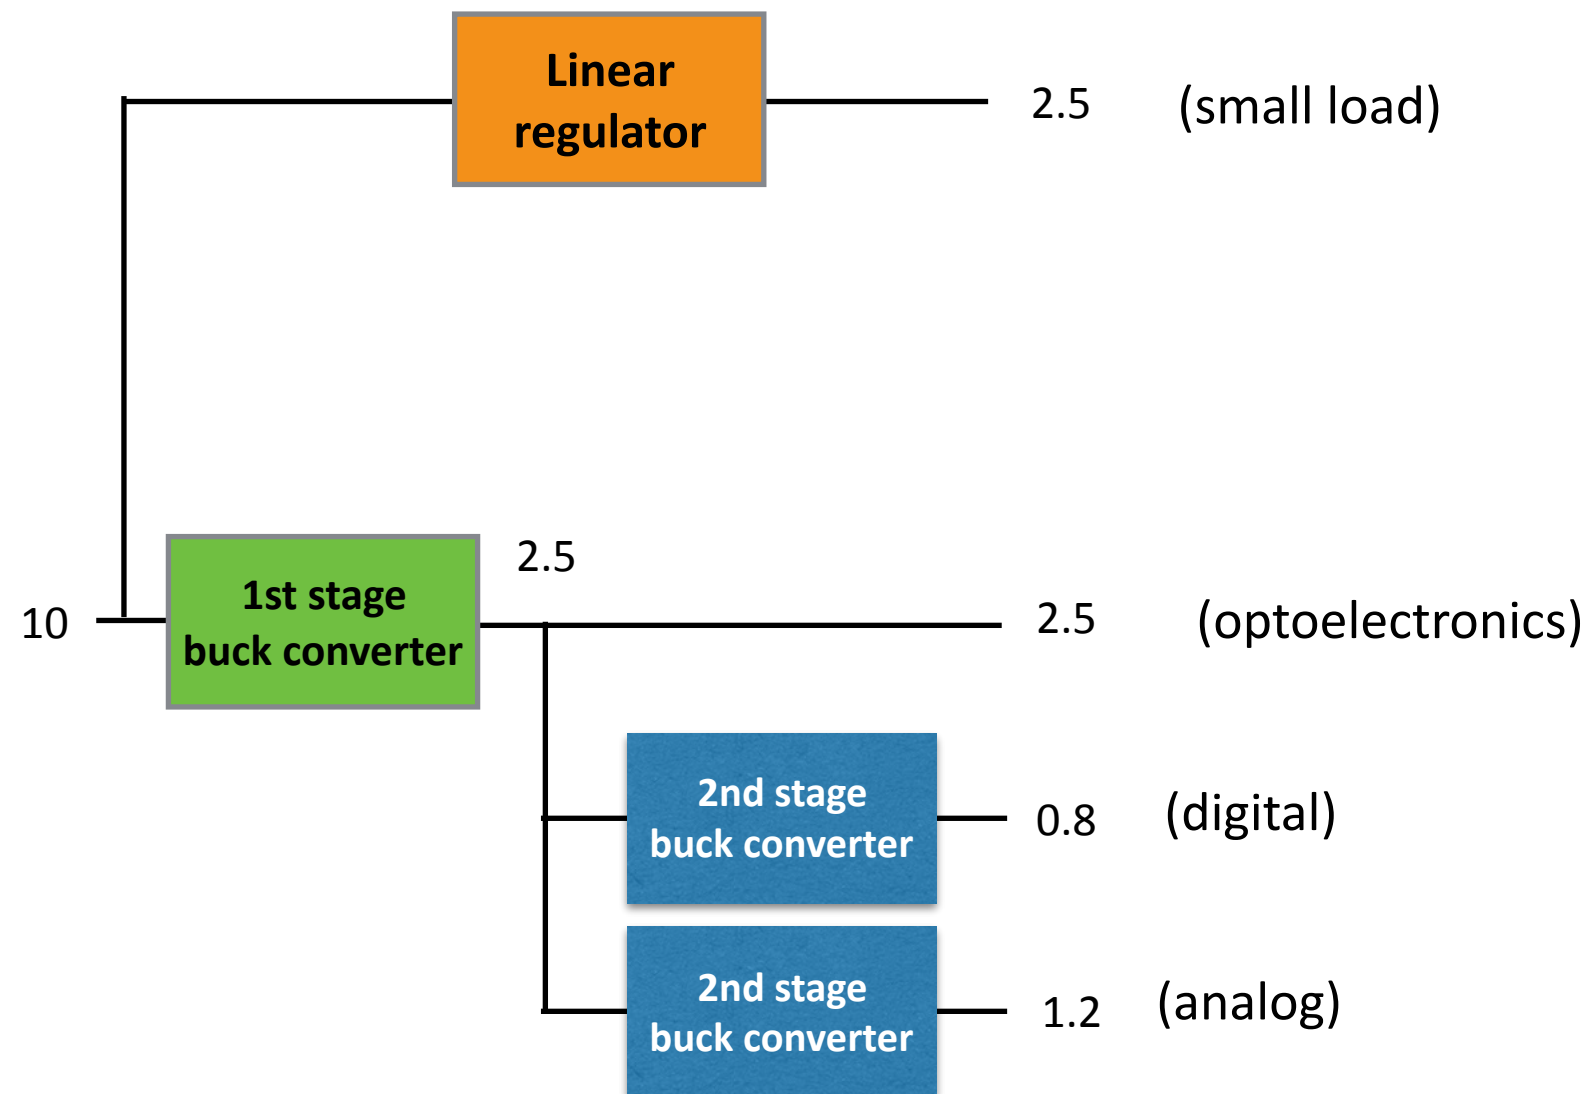 Linear
regulator
2.5 (small load)
10
1st stage
buck converter
2.5
2.5 (optoelectronics)
2nd stage
buck converter
0.8 (digital)
2nd stage
buck converter
1.2 (analog)